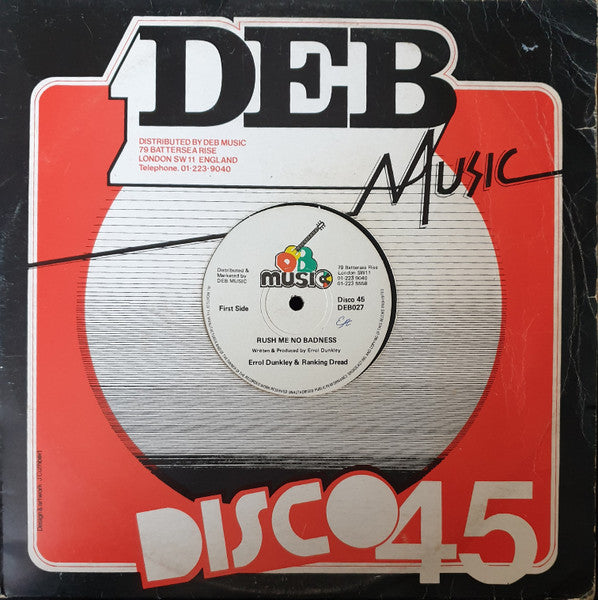 DEB
MUSIC
DISTRIBUTED BY DEB MUSIC
79 BATTERSEA RISE
LONDON SW11 ENGLAND
Telephone. 01-223-9040
DEB
MUSIC
Distributed &
Marketed by
DEB MUSIC
79 Battersea Rise
London SW11
01-223 9040
01-223 5558
First Side
Disco 45
DEB027
RUSH ME NO BADNESS
Written & Produced by Errol Dunkley
Errol Dunkley & Ranking Dread
DISCO 45